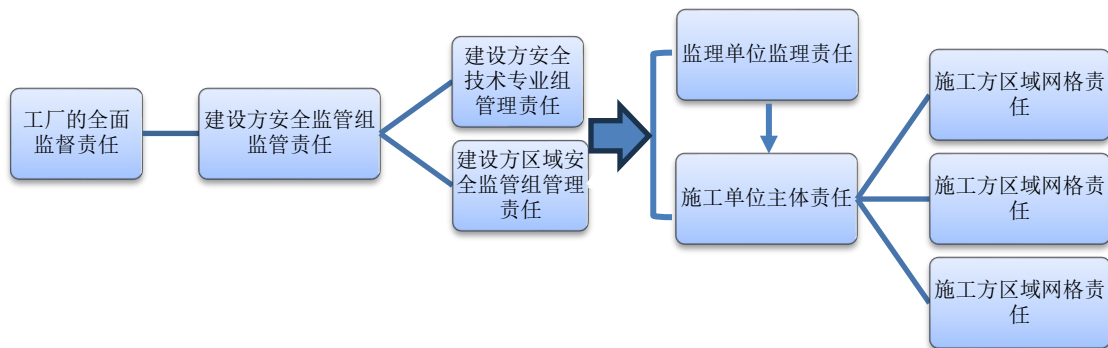 工厂的全面
监督责任
建设方安全监管组
监管责任
建设方安全
技术专业组
管理责任
建设方区域安
全监管组管理
责任
监理单位监理责任
施工单位主体责任
施工方区域网格责
任
施工方区域网格责
任
施工方区域网格责
任